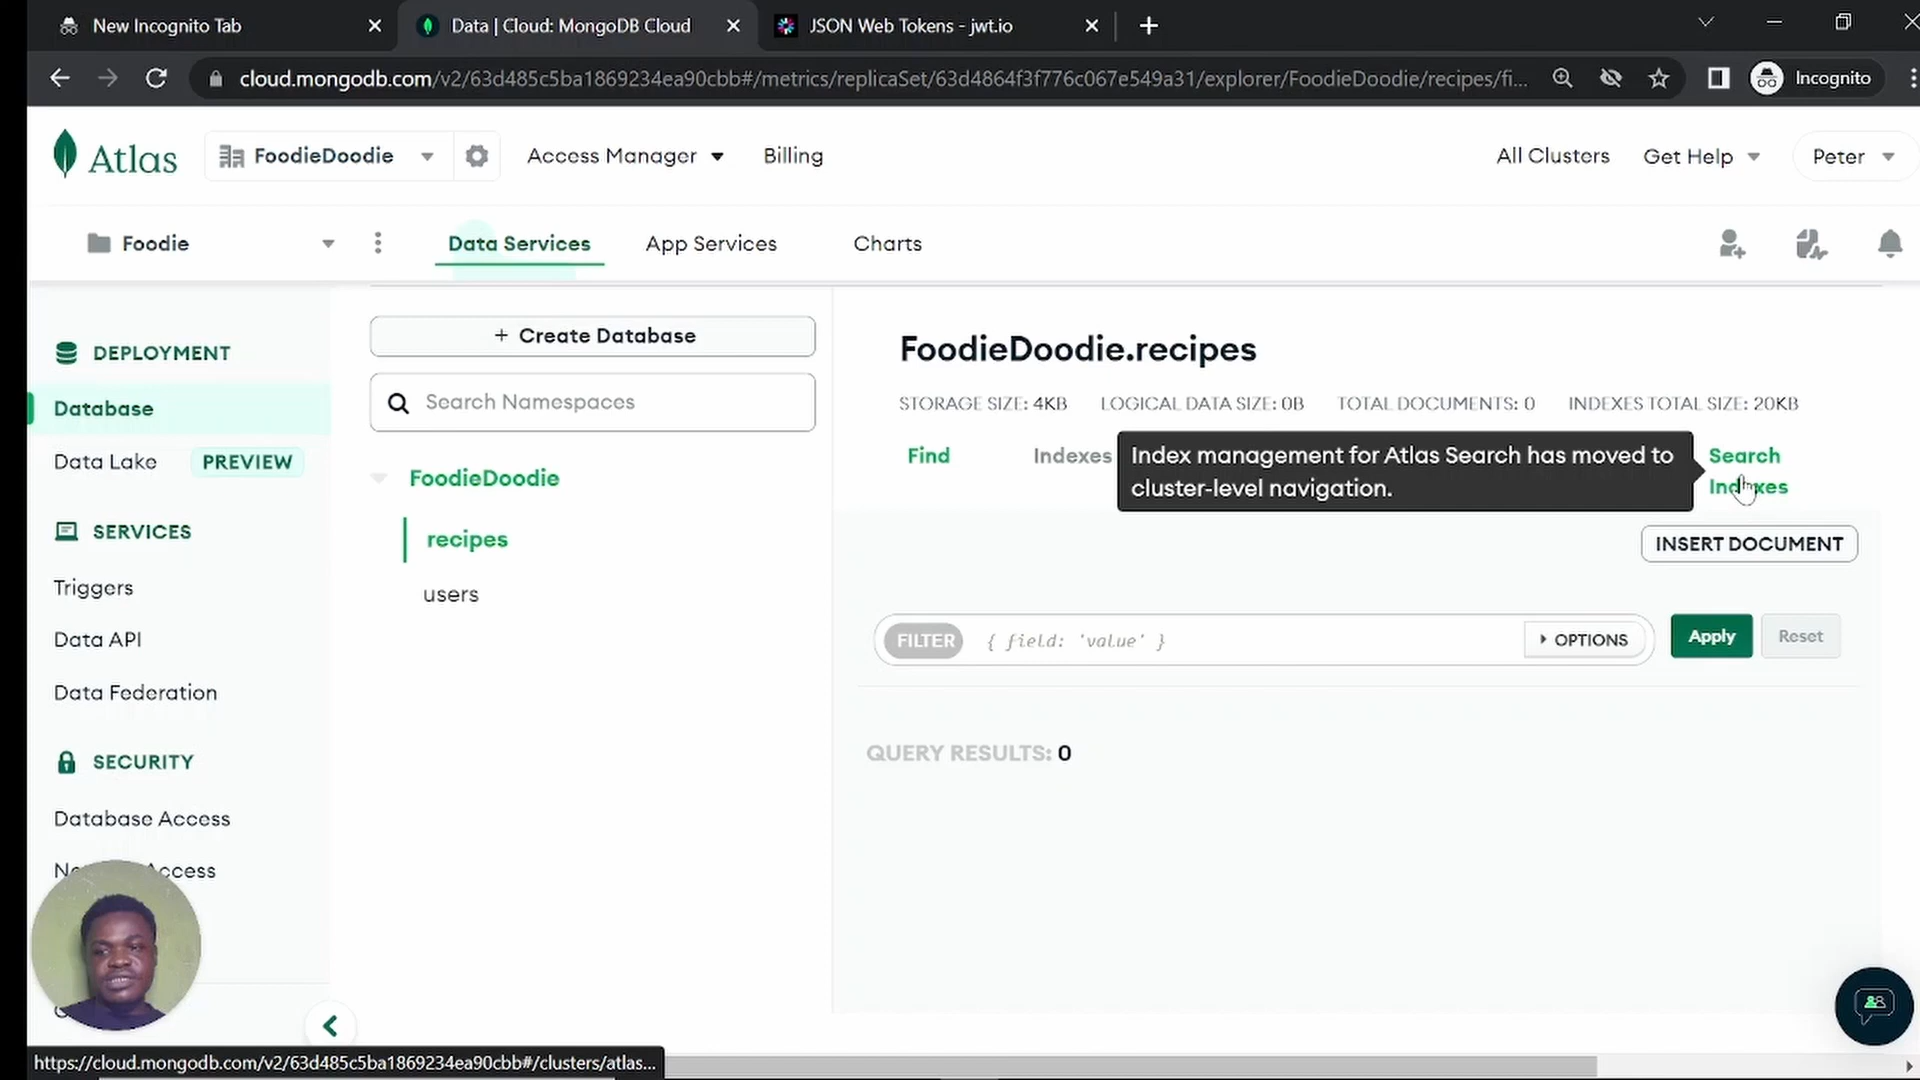 New Incognito Tab
Data | Cloud: MongoDB Cloud
JSON Web Tokens - jwt.io
cloud.mongodb.com/v2/63d485c5ba1869234ea90cbb#/metrics/replicaSet/63d4864f3f776c067e549a31/explorer/FoodieDoodie/recipes/fi...
Incognito
Atlas
FoodieDoodie
Access Manager
Billing
All Clusters
Get Help
Peter
Foodie
Data Services
App Services
Charts
DEPLOYMENT
Database
Data Lake PREVIEW
SERVICES
Triggers
Data API
Data Federation
SECURITY
Database Access
+ Create Database
Search Namespaces
FoodieDoodie
recipes
users
FoodieDoodie.recipes
STORAGE SIZE: 4KB LOGICAL DATA SIZE: 0B TOTAL DOCUMENTS: 0 INDEXES TOTAL SIZE: 20KB
Find
Indexes
Index management for Atlas Search has moved to
cluster-level navigation.
Search
Indexes
INSERT DOCUMENT
FILTER { field: 'value' }
OPTIONS
Apply
Reset
QUERY RESULTS: 0
https://cloud.mongodb.com/v2/63d485c5ba1869234ea90cbb#/clusters/atlas...